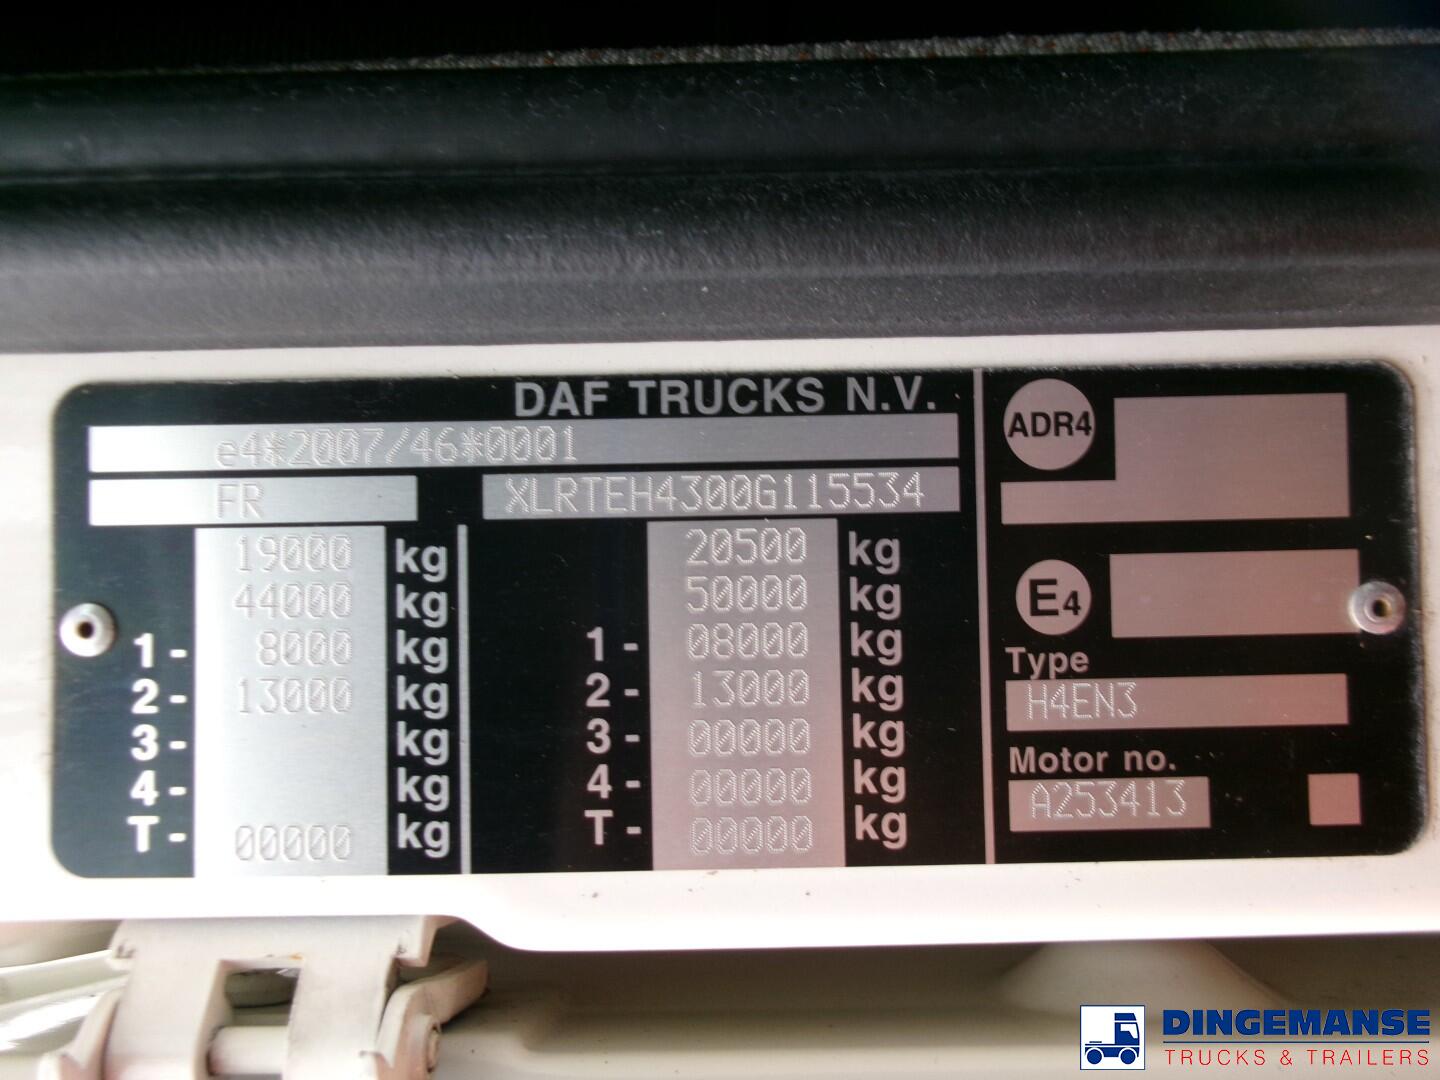 DAF TRUCKS N.V.
e4*2007/46*0001
FR XLRTEH4300G115534
19000 kg 20500 kg
44000 kg 50000 kg
1- 8000 kg 1- 08000 kg
2- 13000 kg 2- 13000 kg
3- kg 3- 00000 kg
4- kg 4- 00000 kg
T- 00000 kg T- 00000 kg
ADR4
E4
Type
H4EN3
Motor no.
A253413
DINGEMANSE
TRUCKS & TRAILERS